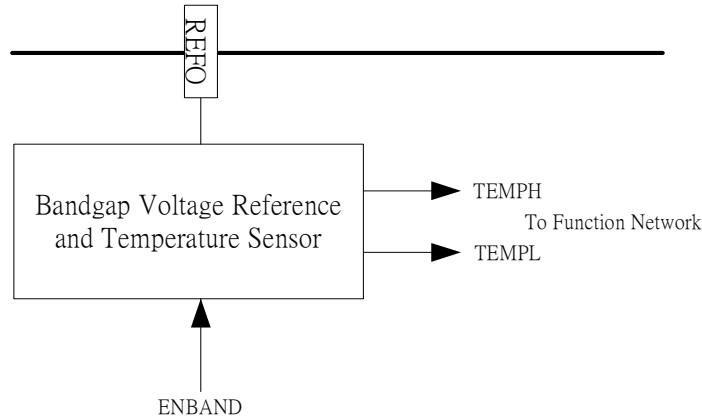 REFO
Bandgap Voltage Reference
and Temperature Sensor
TEMPH
To Function Network
TEMPL
ENBAND